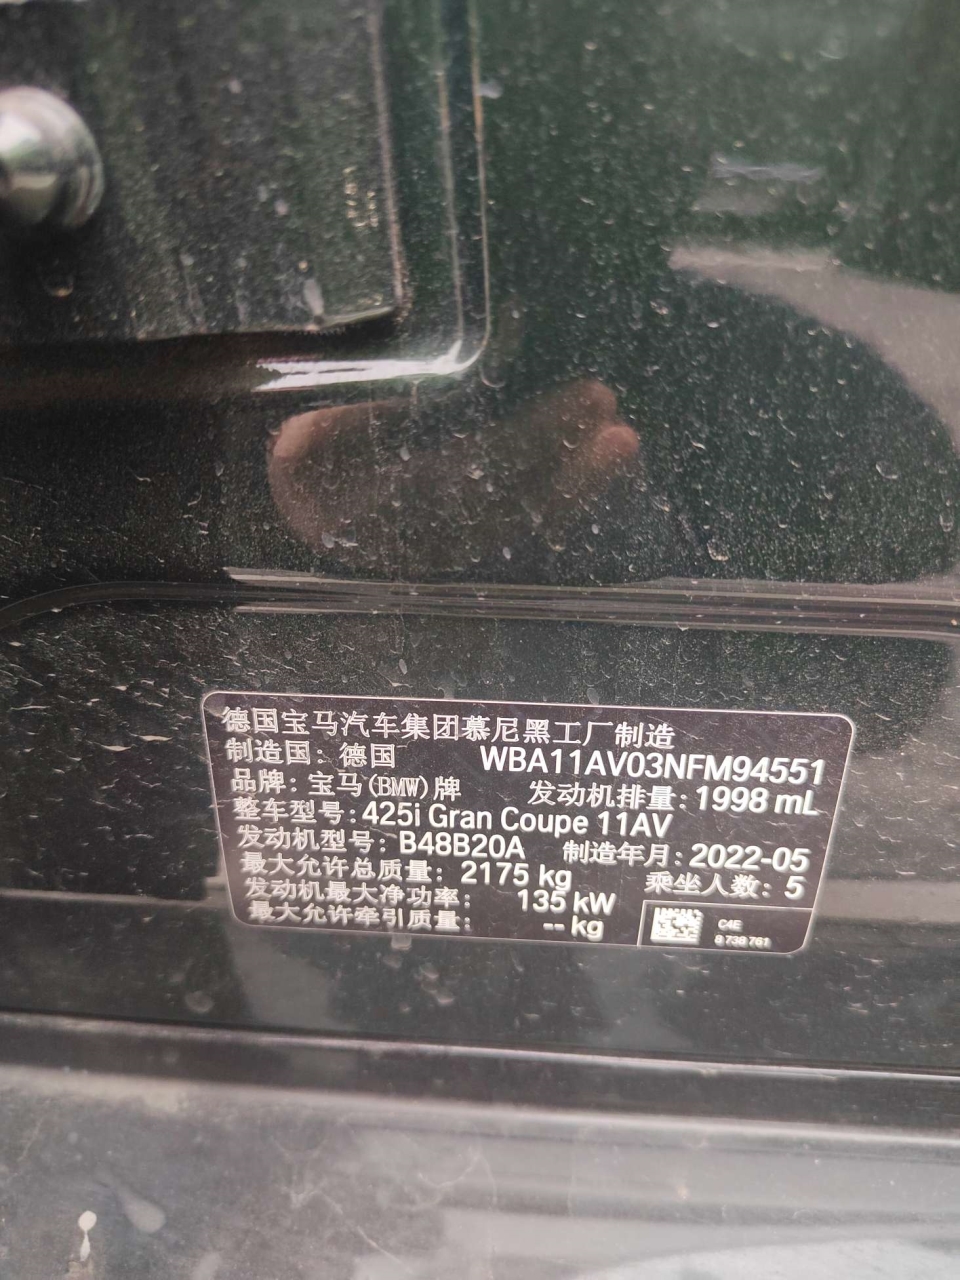 德国宝马汽车集团慕尼黑工厂制造
制造国：德国 WBA11AV03NFM94551
品牌：宝马(BMW)牌 发动机排量：1998 mL
整车型号：425i Gran Coupe 11AV
发动机型号：B48B20A 制造年月：2022-05
最大允许总质量：2175 kg 乘坐人数：5
发动机最大净功率：135 kW
最大允许牵引质量：-- kg
C4E
8 738 761